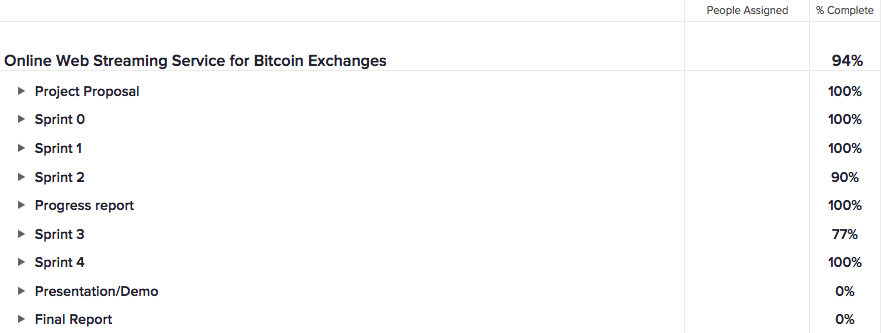 People Assigned % Complete
Online Web Streaming Service for Bitcoin Exchanges 94%
Project Proposal 100%
Sprint 0 100%
Sprint 1 100%
Sprint 2 90%
Progress report 100%
Sprint 3 77%
Sprint 4 100%
Presentation/Demo 0%
Final Report 0%